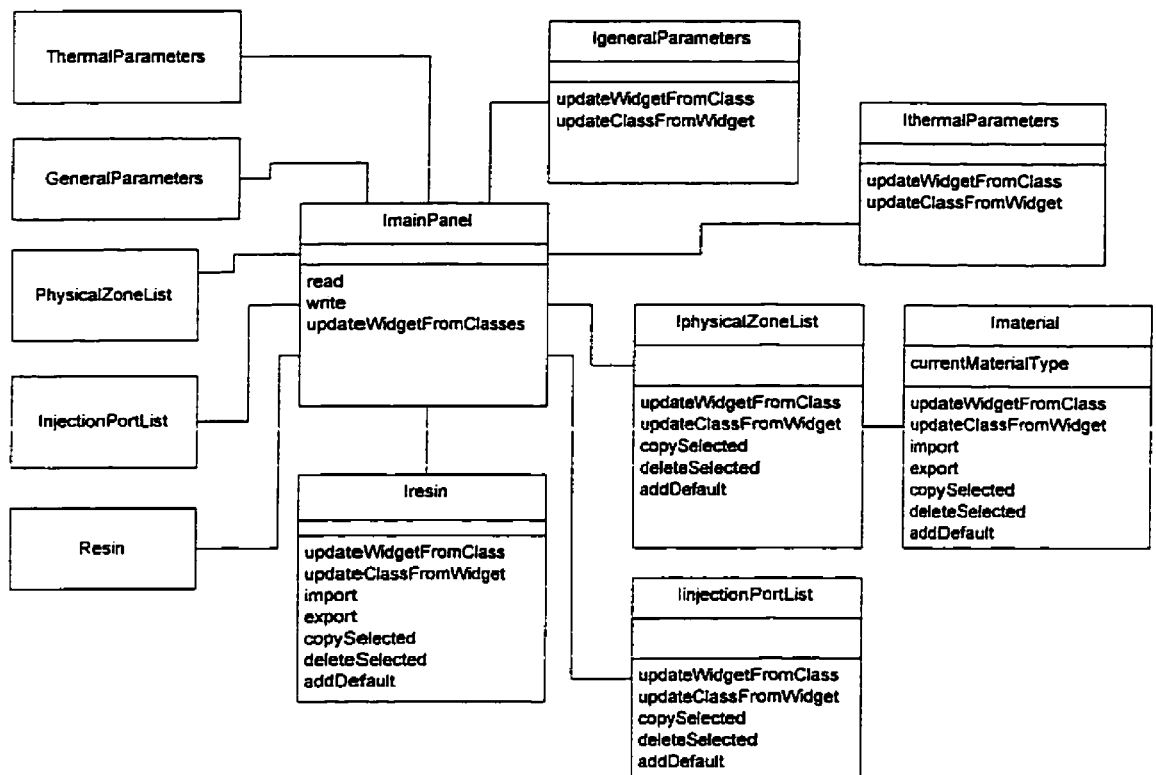 ThermalParameters
GeneralParameters
PhysicalZoneList
InjectionPortList
Resin
ImainPanel
read
write
updateWidgetFromClasses
Iresin
updateWidgetFromClass
updateClassFromWidget
import
export
copySelected
deleteSelected
addDefault
IgeneralParameters
updateWidgetFromClass
updateClassFromWidget
IthermalParameters
updateWidgetFromClass
updateClassFromWidget
IphysicalZoneList
updateWidgetFromClass
updateClassFromWidget
copySelected
deleteSelected
addDefault
Imaterial
currentMaterialType
updateWidgetFromClass
updateClassFromWidget
import
export
copySelected
deleteSelected
addDefault
IinjectionPortList
updateWidgetFromClass
updateClassFromWidget
copySelected
deleteSelected
addDefault